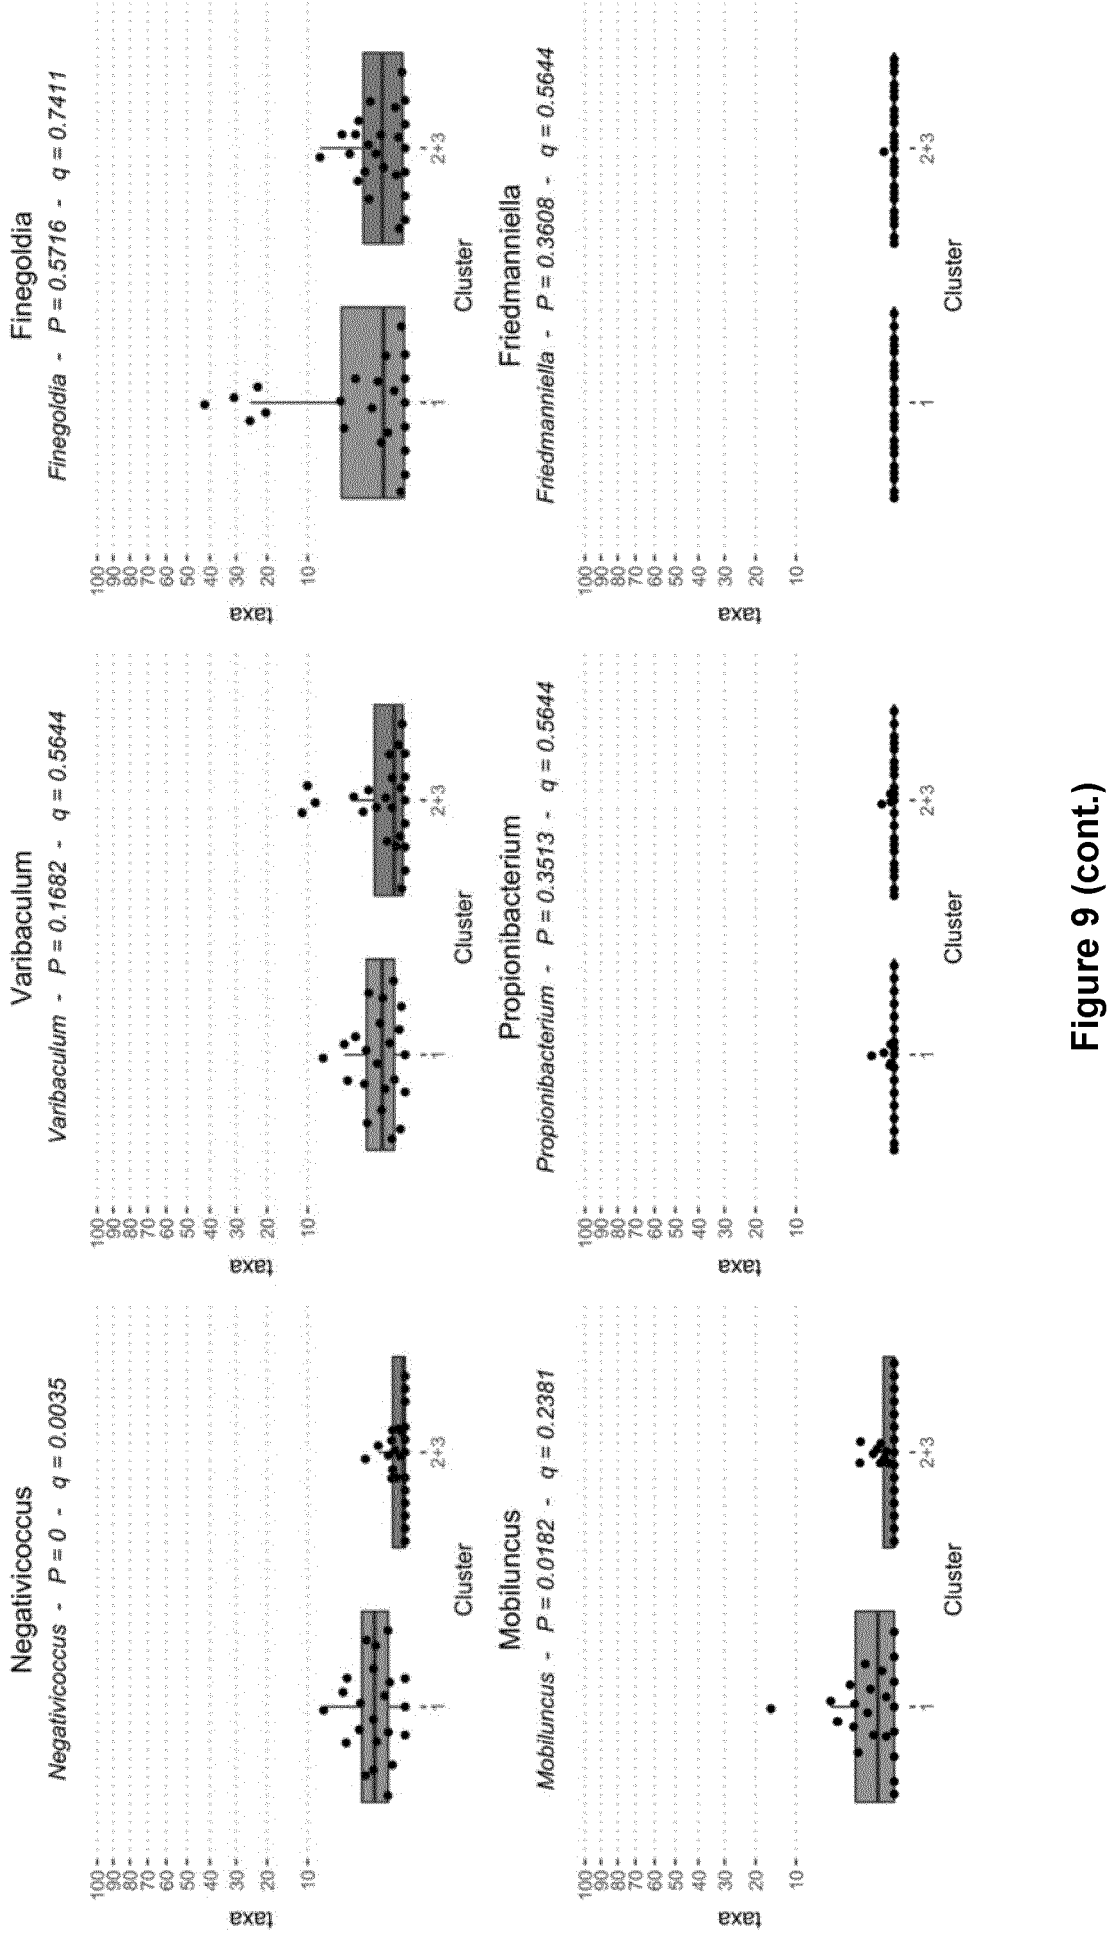 Negativicoccus
Negativicoccus - P = 0 - q = 0.0035
taxa
100
90
80
70
60
50
40
30
20
10
1
2+3
Cluster
Varibaculum
Varibaculum - P = 0.1682 - q = 0.5644
taxa
100
90
80
70
60
50
40
30
20
10
1
2+3
Cluster
Finegoldia
Finegoldia - P = 0.5716 - q = 0.7411
taxa
100
90
80
70
60
50
40
30
20
10
1
2+3
Cluster
Mobiluncus
Mobiluncus - P = 0.0182 - q = 0.2381
taxa
100
90
80
70
60
50
40
30
20
10
1
2+3
Cluster
Propionibacterium
Propionibacterium - P = 0.3513 - q = 0.5644
taxa
100
90
80
70
60
50
40
30
20
10
1
2+3
Cluster
Friedmanniella
Friedmanniella - P = 0.3608 - q = 0.5644
taxa
100
90
80
70
60
50
40
30
20
10
1
2+3
Cluster
Figure 9 (cont.)